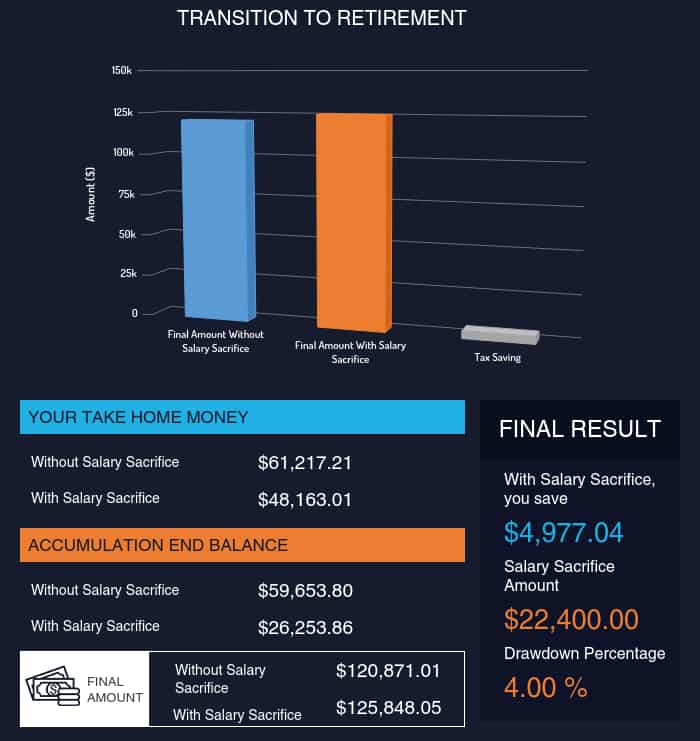 TRANSITION TO RETIREMENT
150k
125k
100k
75k
50k
25k
0
Amount ($)
Final Amount Without
Salary Sacrifice
Final Amount With Salary
Sacrifice
Tax Saving
YOUR TAKE HOME MONEY
Without Salary Sacrifice $61,217.21
With Salary Sacrifice $48,163.01
ACCUMULATION END BALANCE
Without Salary Sacrifice $59,653.80
With Salary Sacrifice $26,253.86
FINAL
AMOUNT
Without Salary
Sacrifice
$120,871.01
With Salary Sacrifice $125,848.05
FINAL RESULT
With Salary Sacrifice,
you save
$4,977.04
Salary Sacrifice
Amount
$22,400.00
Drawdown Percentage
4.00 %